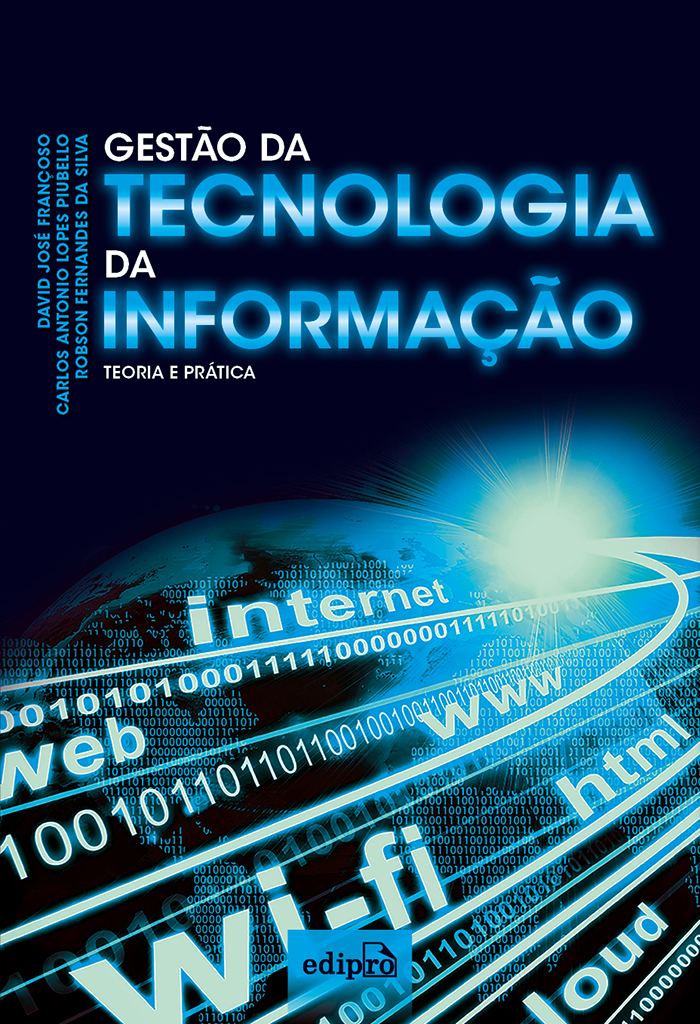 DAVID JOSÉ FRANÇOSO
CARLOS ANTONIO LOPES PIUBELLO
ROBSON FERNANDES DA SILVA
GESTÃO DA
TECNOLOGIA
DA
INFORMAÇÃO
TEORIA E PRÁTICA
internet
www
web
html
wi-fi
cloud
edipro